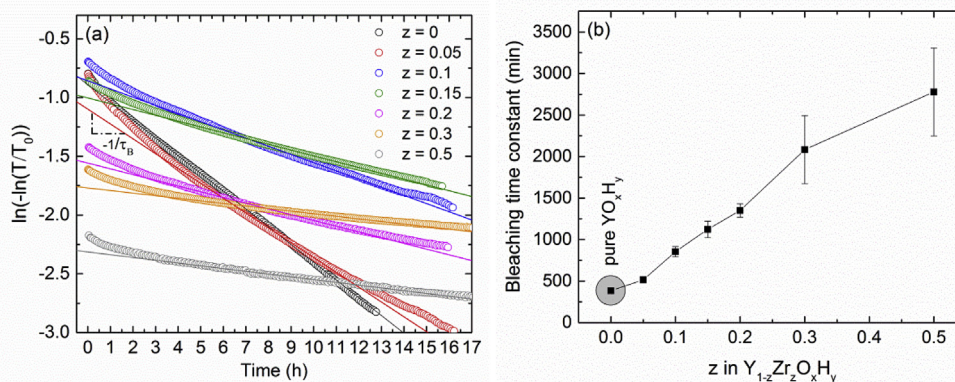 (a)
z = 0
z = 0.05
z = 0.1
z = 0.15
z = 0.2
z = 0.3
z = 0.5
-1/τB
-0.5
-1.0
-1.5
-2.0
-2.5
-3.0
ln(-ln(T/T0))
0 1 2 3 4 5 6 7 8 9 10 11 12 13 14 15 16 17
Time (h)
(b)
pure YOxHy
3500
3000
2500
2000
1500
1000
500
0
Bleaching time constant (min)
0.0 0.1 0.2 0.3 0.4 0.5
z in Y1-zZrzOxHy